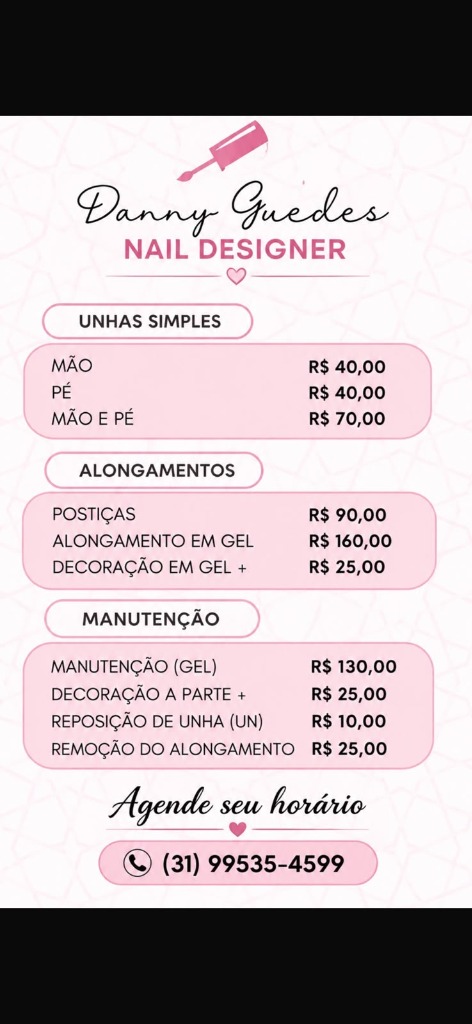 Danny Guedes
NAIL DESIGNER
UNHAS SIMPLES
MÃO R$ 40,00
PÉ R$ 40,00
MÃO E PÉ R$ 70,00
ALONGAMENTOS
POSTIÇAS R$ 90,00
ALONGAMENTO EM GEL R$ 160,00
DECORAÇÃO EM GEL + R$ 25,00
MANUTENÇÃO
MANUTENÇÃO (GEL) R$ 130,00
DECORAÇÃO A PARTE + R$ 25,00
REPOSIÇÃO DE UNHA (UN) R$ 10,00
REMOÇÃO DO ALONGAMENTO R$ 25,00
Agende seu horário
(31) 99535-4599